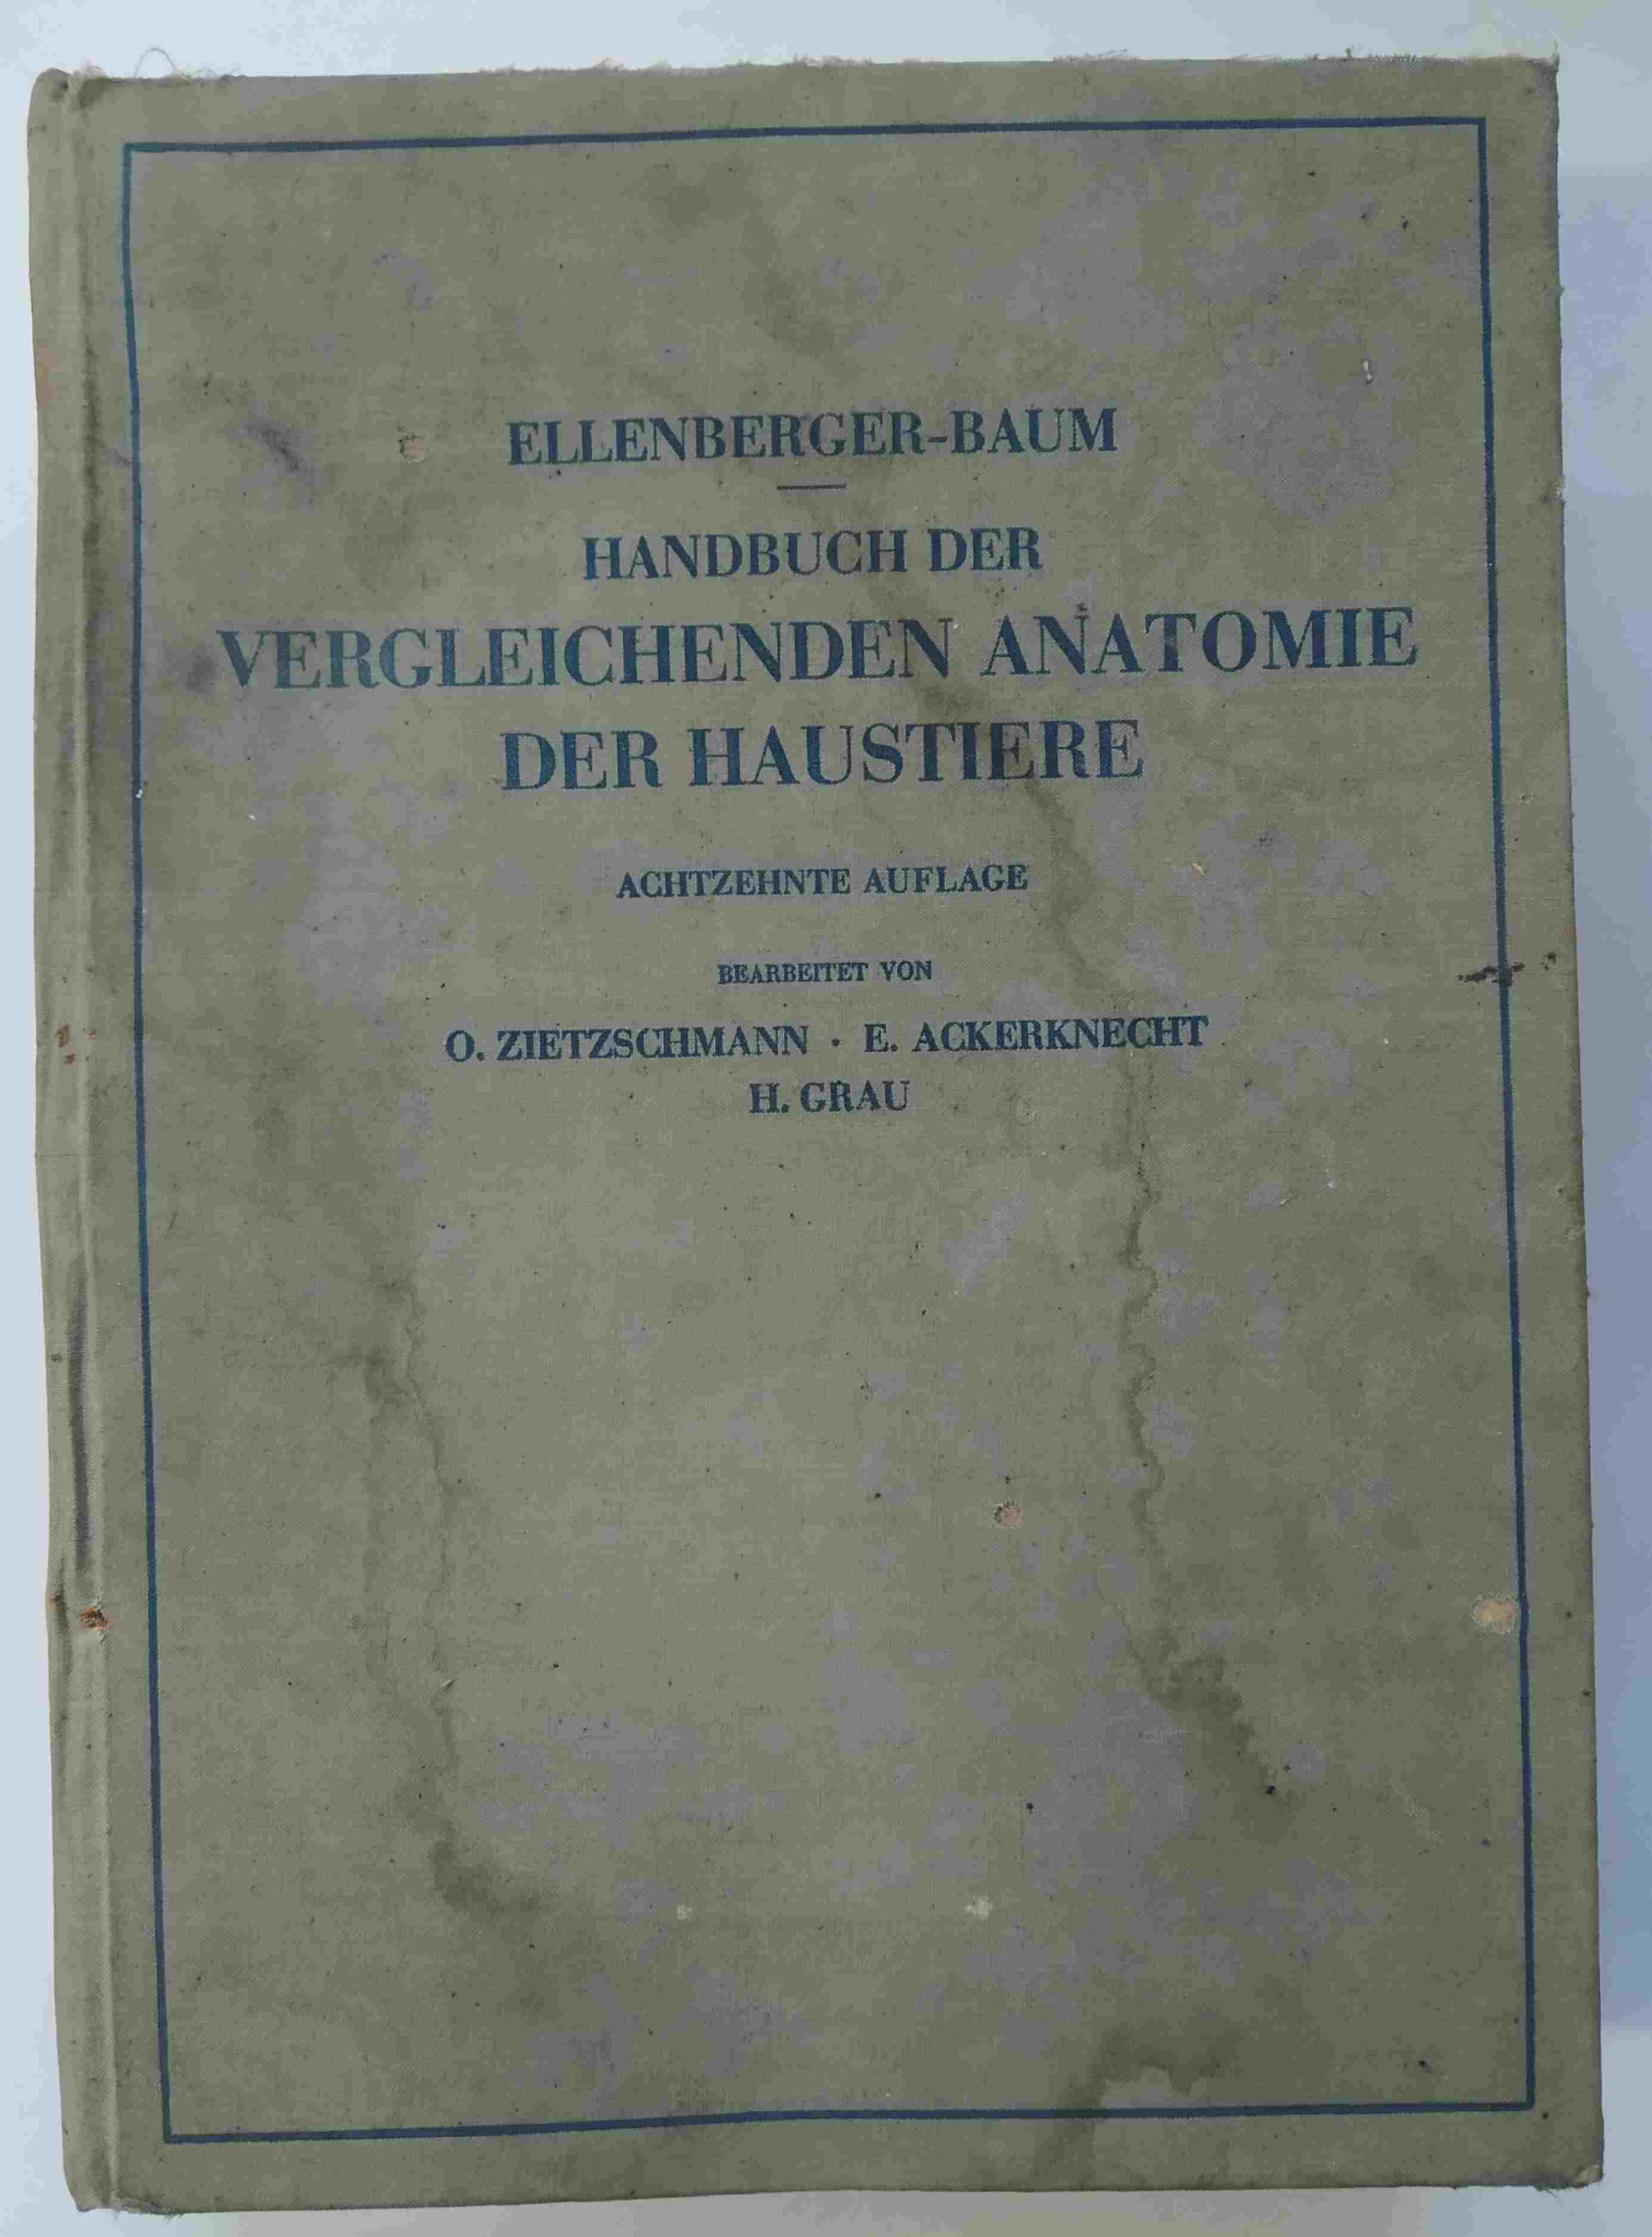 ELLENBERGER-BAUM
HANDBUCH DER
VERGLEICHENDEN ANATOMIE
DER HAUSTIERE
ACHTZEHNTE AUFLAGE
BEARBEITET VON
O. ZIETZSCHMANN · E. ACKERKNECHT
H. GRAU